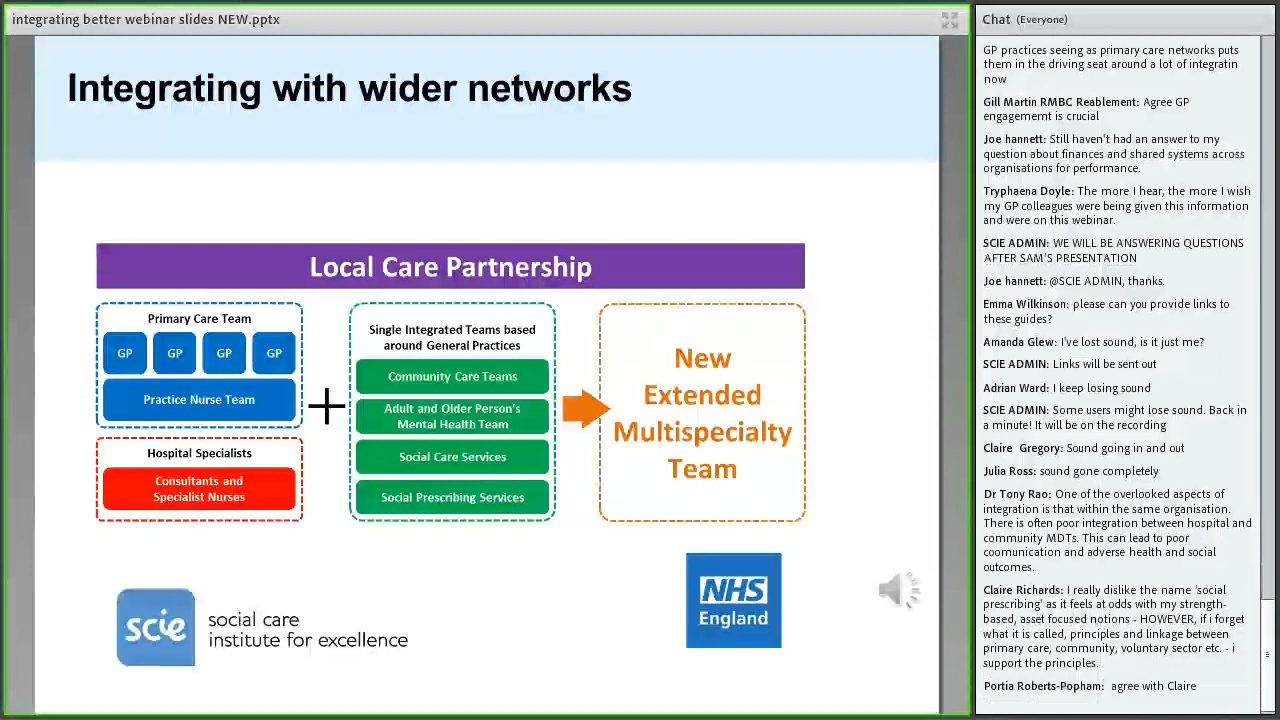 integrating better webinar slides NEW.pptx
Integrating with wider networks
Local Care Partnership
Primary Care Team
GP GP GP GP
Practice Nurse Team
Hospital Specialists
Consultants and
Specialist Nurses
+
Single Integrated Teams based
around General Practices
Community Care Teams
Adult and Older Person's
Mental Health Team
Social Care Services
Social Prescribing Services
New
Extended
Multispecialty
Team
scie
social care
institute for excellence
NHS
England
Chat (Everyone)
GP practices seeing as primary care networks puts
them in the driving seat around a lot of integratin
now
Gill Martin RMBC Reablement: Agree GP
engagememt is crucial
Joe hannett: Still haven't had an answer to my
question about finances and shared systems across
organisations for performance.
Tryphaena Doyle: The more I hear, the more I wish
my GP colleagues were being given this information
and were on this webinar.
SCIE ADMIN: WE WILL BE ANSWERING QUESTIONS
AFTER SAM'S PRESENTATION
Joe hannett: @SCIE ADMIN, thanks.
Emma Wilkinson: please can you provide links to
these guides?
Amanda Glew: I've lost sound, is it just me?
SCIE ADMIN: Links will be sent out
Adrian Ward: I keep losing sound
SCIE ADMIN: Some users might lose sound. Back in
a minute! It will be on the recording
Claire Gregory: Sound going in and out
Julia Ross: sound gone completely
Dr Tony Rao: One of the overlooked aspects of
integration is that within the same organisation.
There is often poor integration between hospital and
community MDTs. This can lead to poor
coomunication and adverse health and social
outcomes.
Claire Richards: I really dislike the name 'social
prescribing' as it feels at odds with my strength-
based, asset focused notions - HOWEVER, if i forget
what it is called, principles and linkage between
primary care, community, voluntary sector etc. - i
support the principles.
Portia Roberts-Popham: agree with Claire